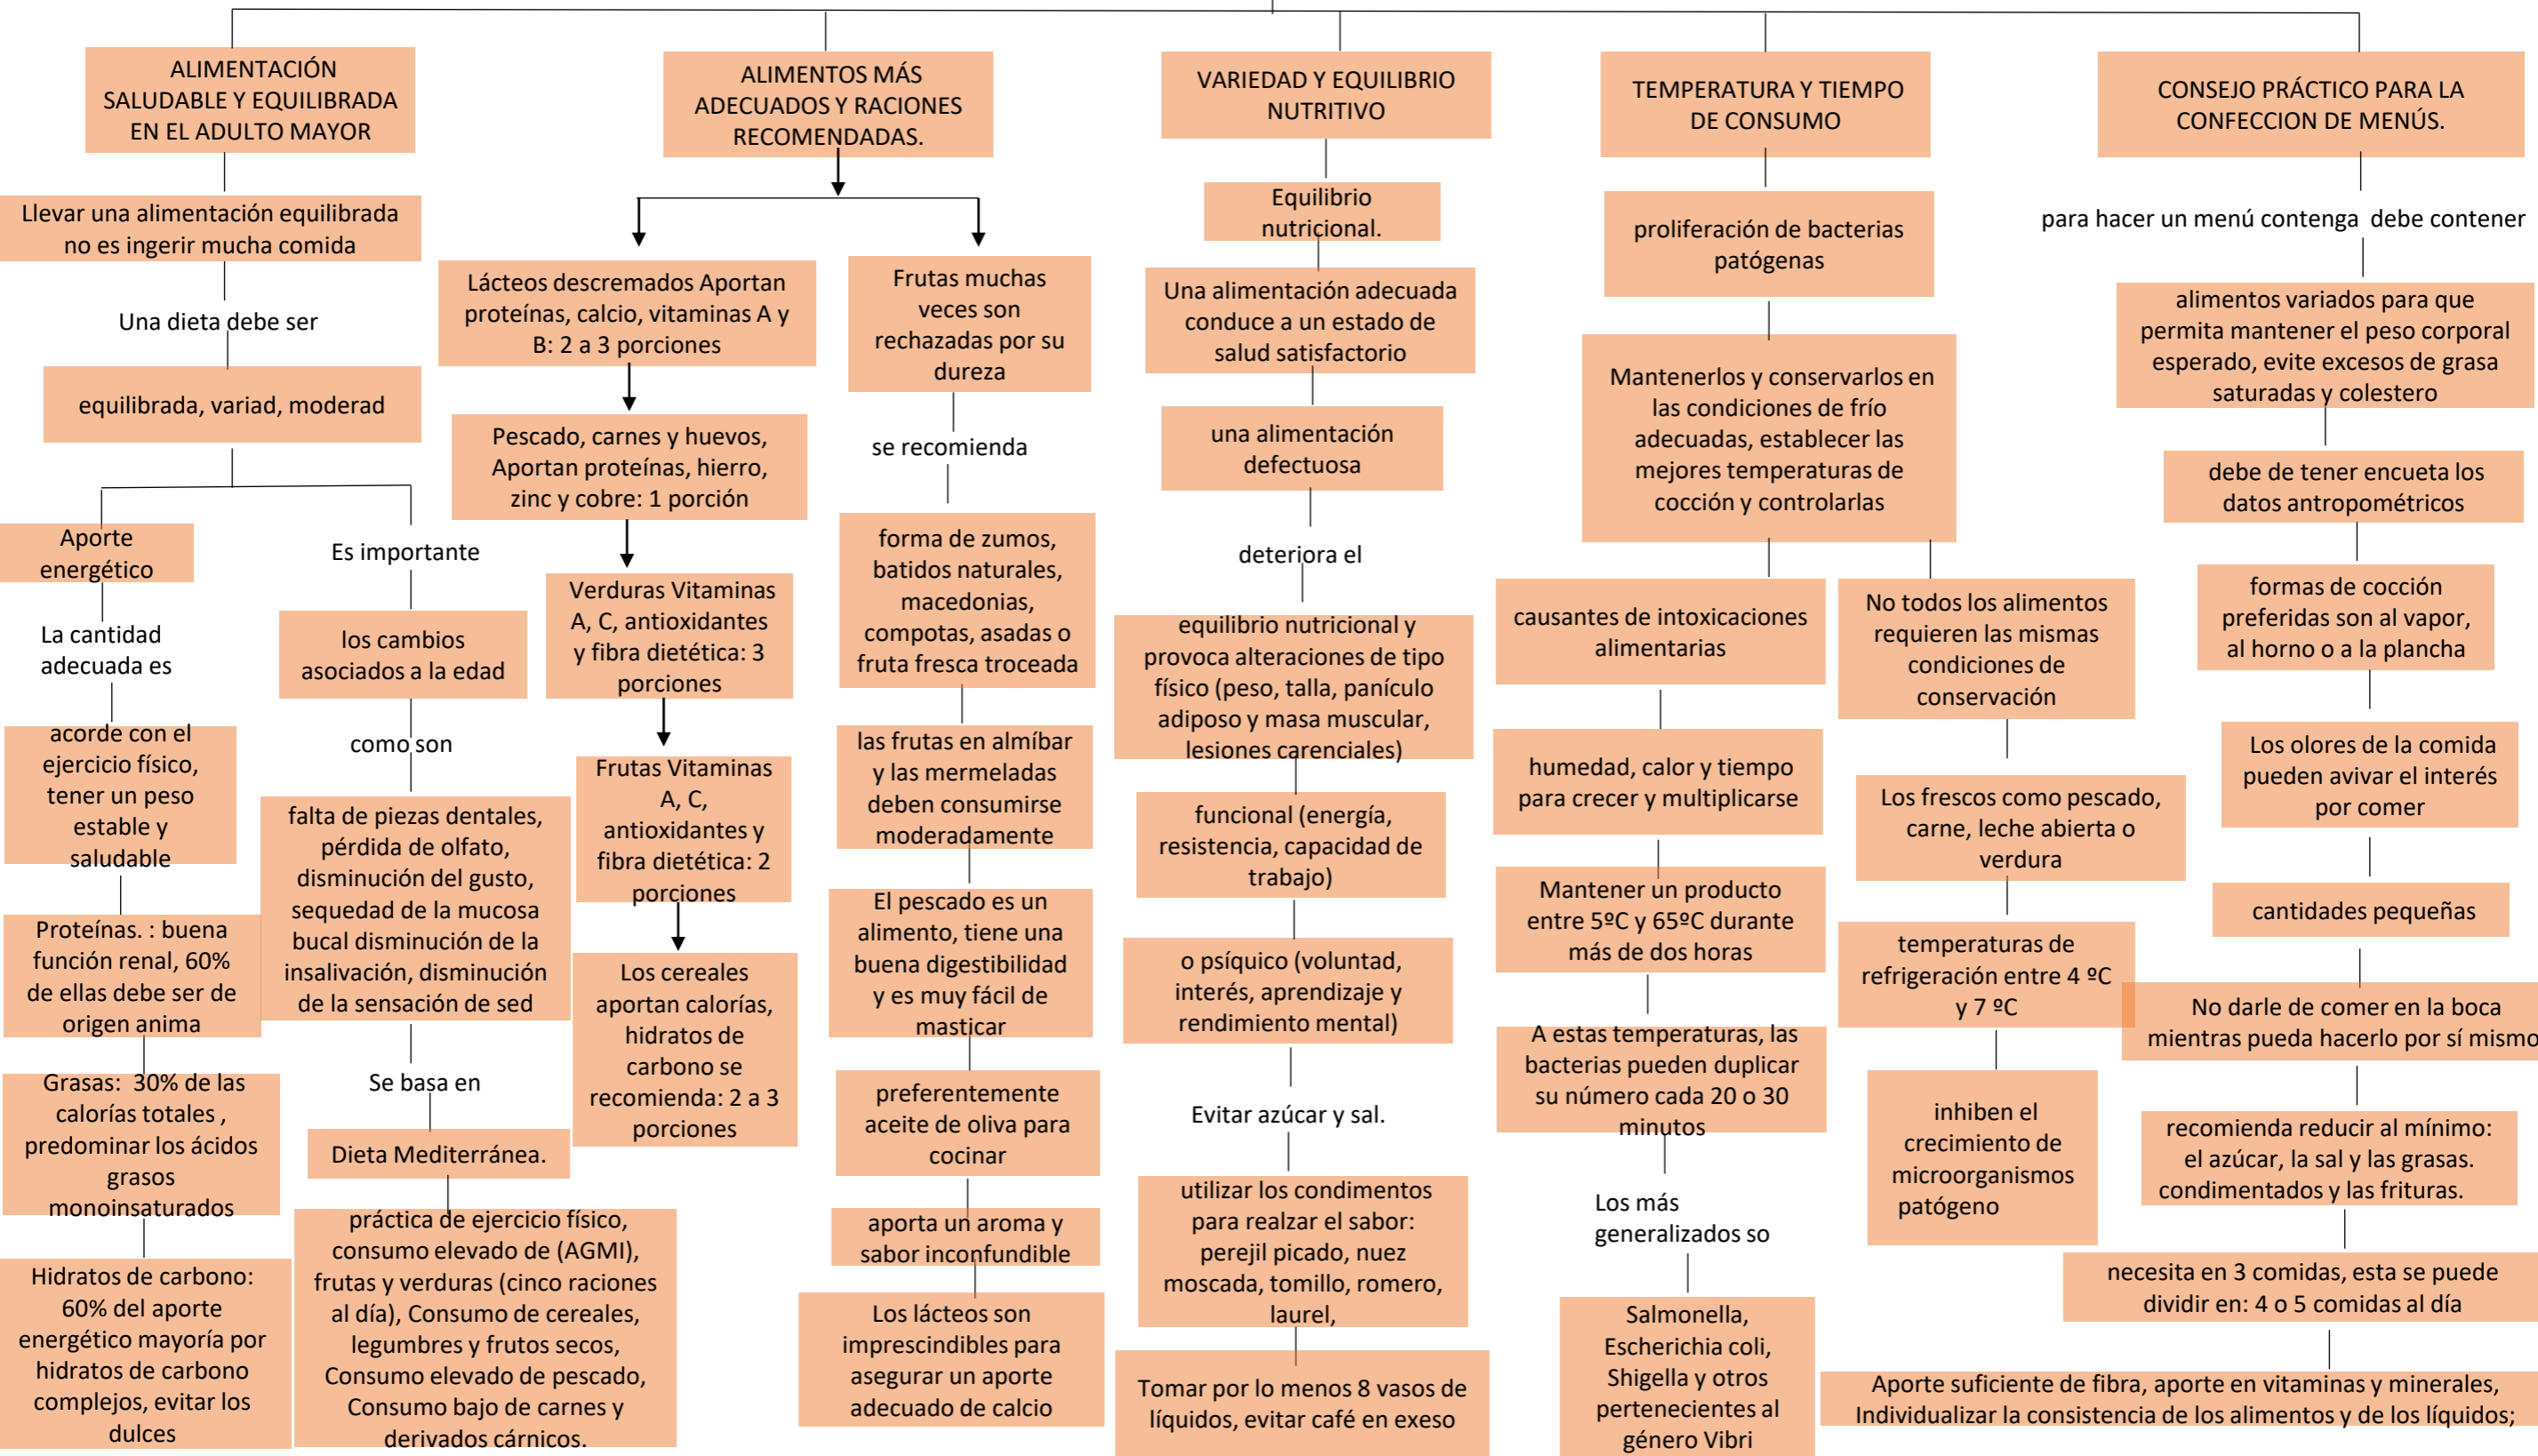 ALIMENTACIÓN
SALUDABLE Y EQUILIBRADA
EN EL ADULTO MAYOR
Llevar una alimentación equilibrada
no es ingerir mucha comida
Una dieta debe ser
equilibrada, variad, moderad
Aporte
energético
La cantidad
adecuada es
acorde con el
ejercicio físico,
tener un peso
estable y
saludable
Proteínas. : buena
función renal, 60%
de ellas debe ser de
origen anima
Grasas: 30% de las
calorías totales ,
predominar los ácidos
grasos
monoinsaturados
Hidratos de carbono:
60% del aporte
energético mayoría por
hidratos de carbono
complejos, evitar los
dulces
Es importante
los cambios
asociados a la edad
como son
falta de piezas dentales,
pérdida de olfato,
disminución del gusto,
sequedad de la mucosa
bucal disminución de la
insalivación, disminución
de la sensación de sed
Se basa en
Dieta Mediterránea.
práctica de ejercicio físico,
consumo elevado de (AGMI),
frutas y verduras (cinco raciones
al día), Consumo de cereales,
legumbres y frutos secos,
Consumo elevado de pescado,
Consumo bajo de carnes y
derivados cárnicos.
ALIMENTOS MÁS
ADECUADOS Y RACIONES
RECOMENDADAS.
Lácteos descremados Aportan
proteínas, calcio, vitaminas A y
B: 2 a 3 porciones
Pescado, carnes y huevos,
Aportan proteínas, hierro,
zinc y cobre: 1 porción
Verduras Vitaminas
A, C, antioxidantes
y fibra dietética: 3
porciones
Frutas Vitaminas
A, C,
antioxidantes y
fibra dietética: 2
porciones
Los cereales
aportan calorías,
hidratos de
carbono se
recomienda: 2 a 3
porciones
Frutas muchas
veces son
rechazadas por su
dureza
se recomienda
forma de zumos,
batidos naturales,
macedonias,
compotas, asadas o
fruta fresca troceada
las frutas en almíbar
y las mermeladas
deben consumirse
moderadamente
El pescado es un
alimento, tiene una
buena digestibilidad
y es muy fácil de
masticar
preferentemente
aceite de oliva para
cocinar
aporta un aroma y
sabor inconfundible
Los lácteos son
imprescindibles para
asegurar un aporte
adecuado de calcio
VARIEDAD Y EQUILIBRIO
NUTRITIVO
Equilibrio
nutricional.
Una alimentación adecuada
conduce a un estado de
salud satisfactorio
una alimentación
defectuosa
deteriora el
equilibrio nutricional y
provoca alteraciones de tipo
físico (peso, talla, panículo
adiposo y masa muscular,
lesiones carenciales)
funcional (energía,
resistencia, capacidad de
trabajo)
o psíquico (voluntad,
interés, aprendizaje y
rendimiento mental)
Evitar azúcar y sal.
utilizar los condimentos
para realzar el sabor:
perejil picado, nuez
moscada, tomillo, romero,
laurel,
Tomar por lo menos 8 vasos de
líquidos, evitar café en exeso
TEMPERATURA Y TIEMPO
DE CONSUMO
proliferación de bacterias
patógenas
Mantenerlos y conservarlos en
las condiciones de frío
adecuadas, establecer las
mejores temperaturas de
cocción y controlarlas
causantes de intoxicaciones
alimentarias
humedad, calor y tiempo
para crecer y multiplicarse
Mantener un producto
entre 5ºC y 65ºC durante
más de dos horas
A estas temperaturas, las
bacterias pueden duplicar
su número cada 20 o 30
minutos
Los más
generalizados so
Salmonella,
Escherichia coli,
Shigella y otros
pertenecientes al
género Vibri
No todos los alimentos
requieren las mismas
condiciones de
conservación
Los frescos como pescado,
carne, leche abierta o
verdura
temperaturas de
refrigeración entre 4 ºC
y 7 ºC
inhiben el
crecimiento de
microorganismos
patógeno
CONSEJO PRÁCTICO PARA LA
CONFECCION DE MENÚS.
para hacer un menú contenga debe contener
alimentos variados para que
permita mantener el peso corporal
esperado, evite excesos de grasa
saturadas y colestero
debe de tener encueta los
datos antropométricos
formas de cocción
preferidas son al vapor,
al horno o a la plancha
Los olores de la comida
pueden avivar el interés
por comer
cantidades pequeñas
No darle de comer en la boca
mientras pueda hacerlo por sí mismo
recomienda reducir al mínimo:
el azúcar, la sal y las grasas.
condimentados y las frituras.
necesita en 3 comidas, esta se puede
dividir en: 4 o 5 comidas al día
Aporte suficiente de fibra, aporte en vitaminas y minerales,
Individualizar la consistencia de los alimentos y de los líquidos;